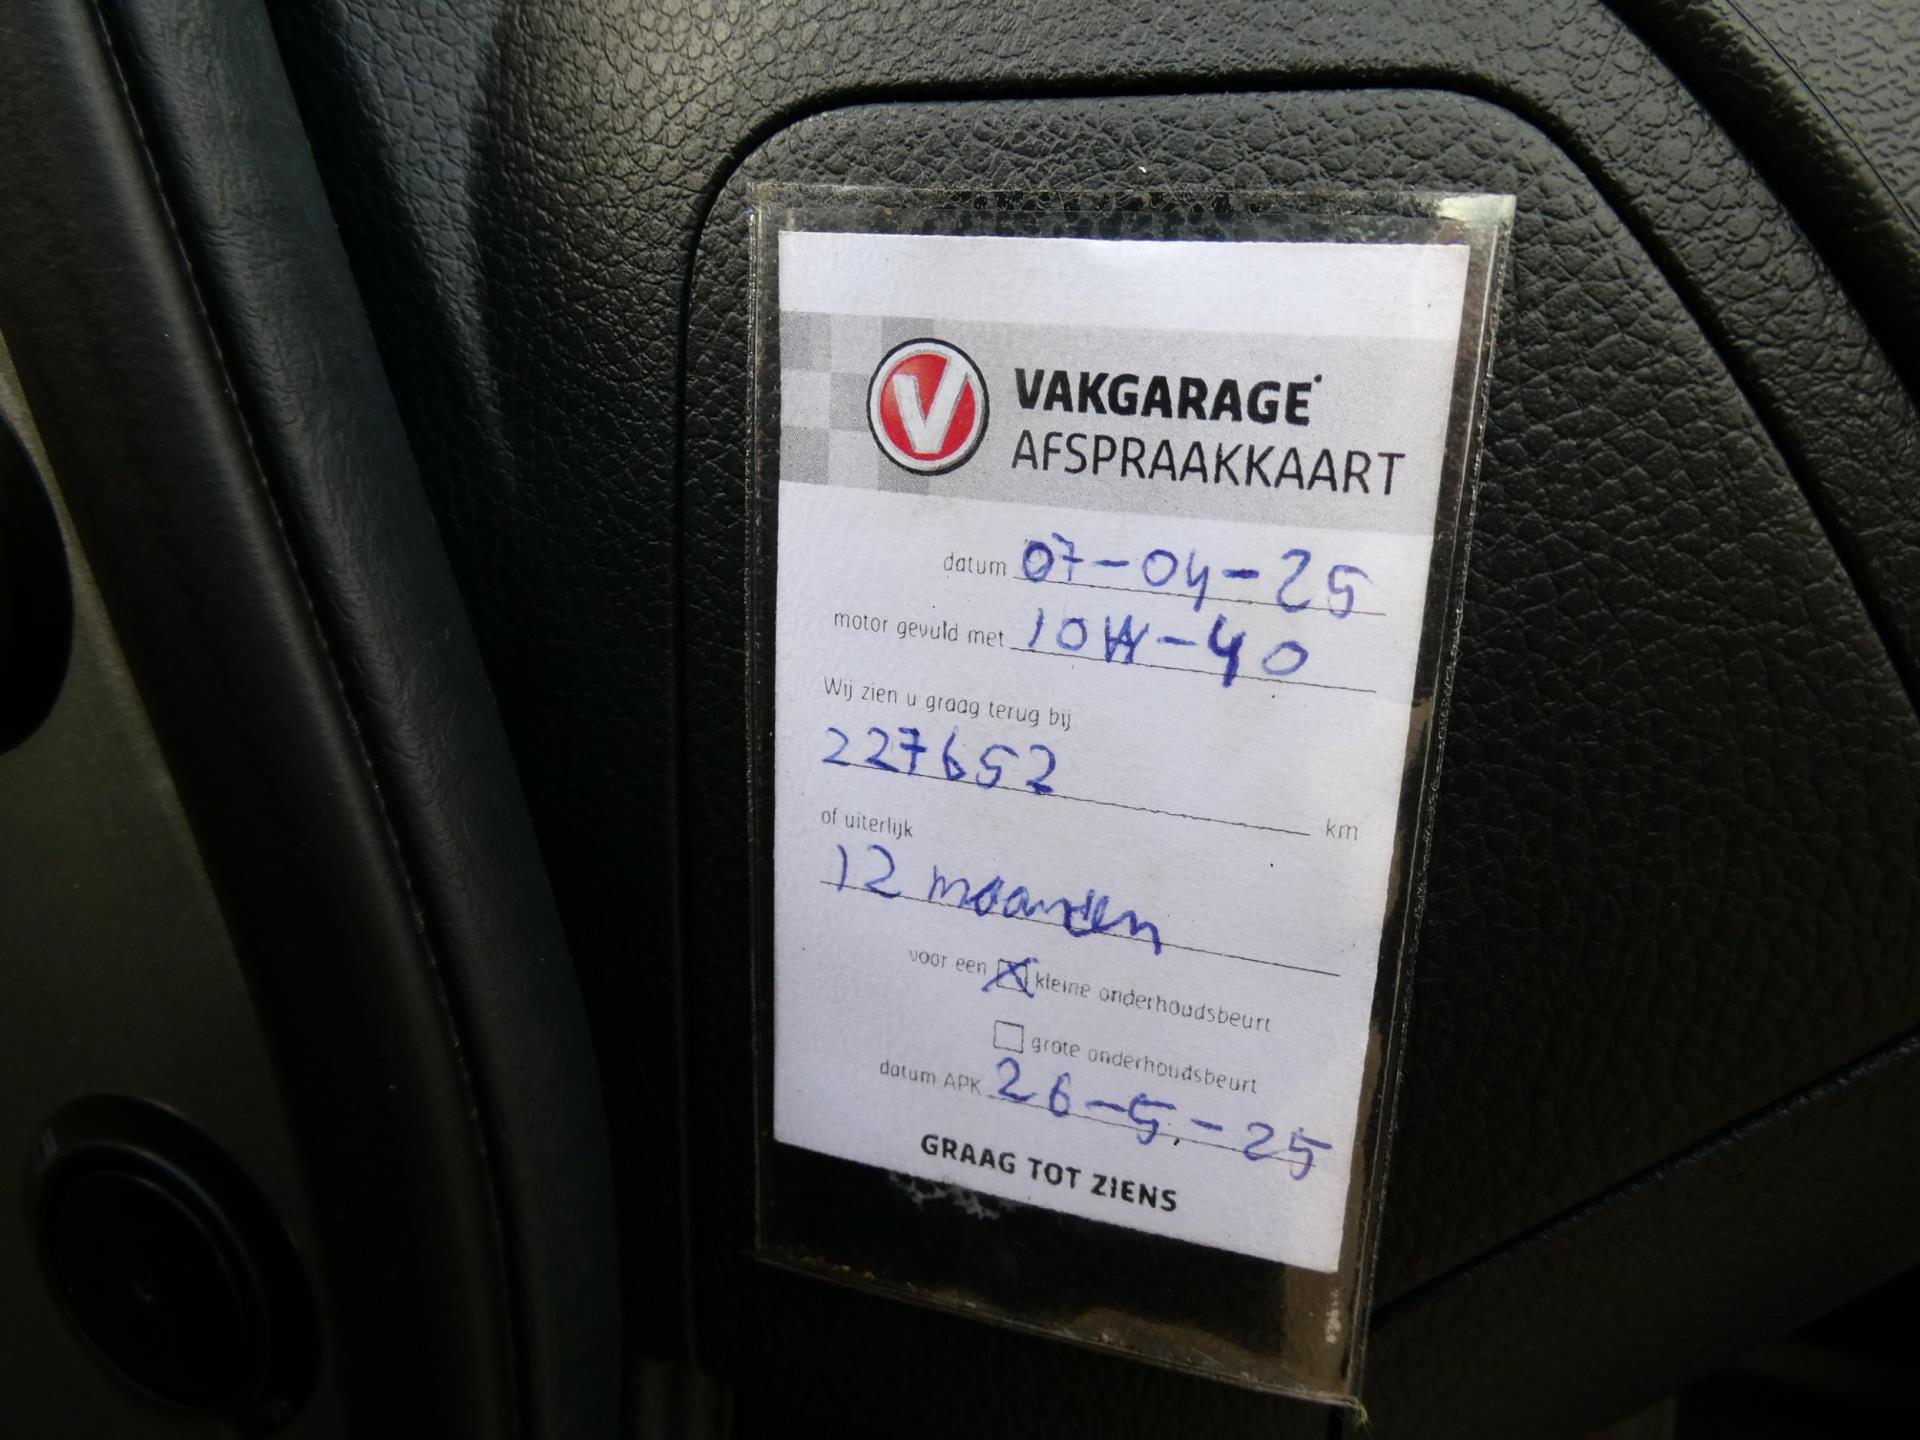 V VAKGARAGE
AFSPRAAKKAART
datum 07-04-25
motor gevuld met 10W-40
Wij zien u graag terug bij
227652 km
of uiterlijk
12 maanden
voor een kleine onderhoudsbeurt
grote onderhoudsbeurt
datum APK 26-5-25
GRAAG TOT ZIENS